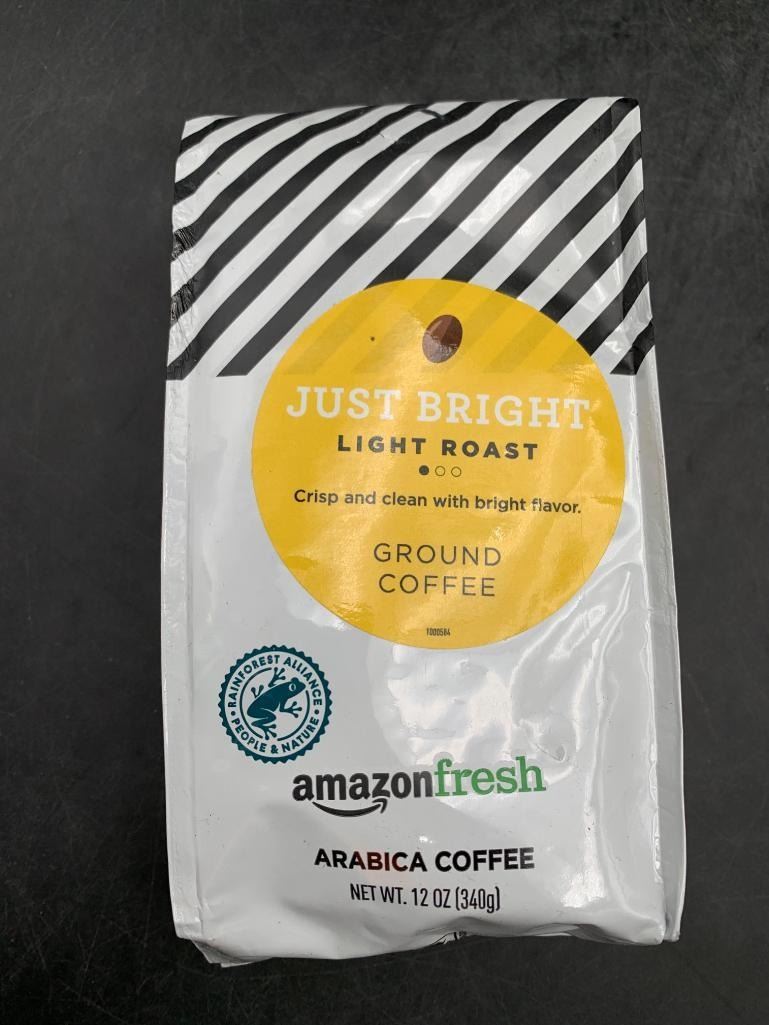 JUST BRIGHT
LIGHT ROAST
Crisp and clean with bright flavor.
GROUND
COFFEE
1000584
RAINFOREST ALLIANCE
PEOPLE & NATURE
amazonfresh
ARABICA COFFEE
NET WT. 12 OZ (340g)